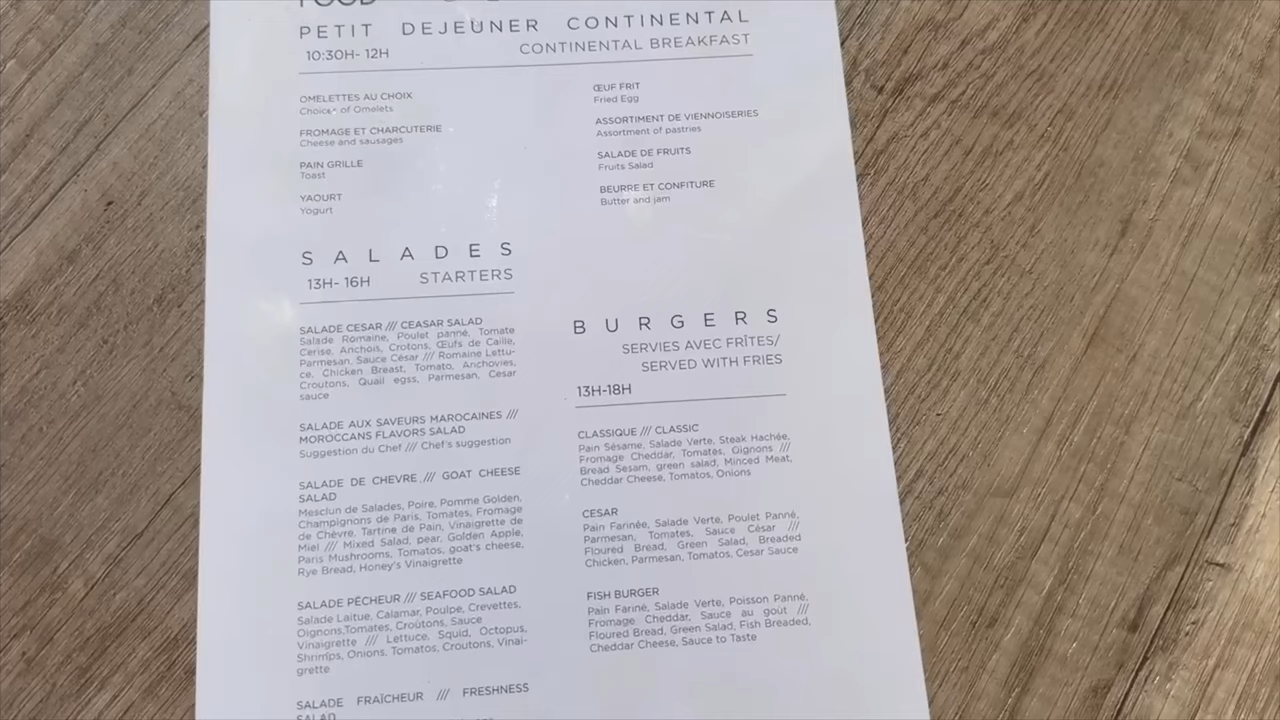 FOOD
PETIT DEJEUNER CONTINENTAL
10:30H- 12H
CONTINENTAL BREAKFAST
OMELETTES AU CHOIX
Choice of Omelets
FROMAGE ET CHARCUTERIE
Cheese and sausages
PAIN GRILLE
Toast
YAOURT
Yogurt
ŒUF FRIT
Fried Egg
ASSORTIMENT DE VIENNOISERIES
Assortment of pastries
SALADE DE FRUITS
Fruits Salad
BEURRE ET CONFITURE
Butter and jam
SALADES
13H- 16H STARTERS
SALADE CESAR /// CEASAR SALAD
Salade Romaine, Poulet panné, Tomate
Cerise, Anchois, Crotons, Œufs de Caille,
Parmesan, Sauce César /// Romaine Lettu-
ce, Chicken Breast, Tomato, Anchovies,
Croutons, Quail egss, Parmesan, Cesar
sauce
SALADE AUX SAVEURS MAROCAINES ///
MOROCCANS FLAVORS SALAD
Suggestion du Chef /// Chef's suggestion
SALADE DE CHEVRE /// GOAT CHEESE
SALAD
Mesclun de Salades, Poire, Pomme Golden,
Champignons de Paris, Tomates, Fromage
de Chèvre, Tartine de Pain, Vinaigrette de
Miel /// Mixed Salad, pear, Golden Apple,
Paris Mushrooms, Tomatos, goat's cheese,
Rye Bread, Honey's Vinaigrette
SALADE PÉCHEUR /// SEAFOOD SALAD
Salade Laitue, Calamar, Poulpe, Crevettes,
Oignons,Tomates, Croûtons, Sauce
Vinaigrette /// Lettuce, Squid, Octopus,
Shrimps, Onions, Tomatos, Croutons, Vinai-
grette
SALADE FRAÎCHEUR /// FRESHNESS
SALAD
BURGERS
SERVIES AVEC FRÎTES/
SERVED WITH FRIES
13H-18H
CLASSIQUE /// CLASSIC
Pain Sésame, Salade Verte, Steak Hachée,
Fromage Cheddar, Tomates, Oignons ///
Bread Sesam, green salad, Minced Meat,
Cheddar Cheese, Tomatos, Onions
CESAR
Pain Farinée, Salade Verte, Poulet Panné,
Parmesan, Tomates, Sauce César ///
Floured Bread, Green Salad, Breaded
Chicken, Parmesan, Tomatos, Cesar Sauce
FISH BURGER
Pain Fariné, Salade Verte, Poisson Panné,
Fromage Cheddar, Sauce au goût ///
Floured Bread, Green Salad, Fish Breaded,
Cheddar Cheese, Sauce to Taste